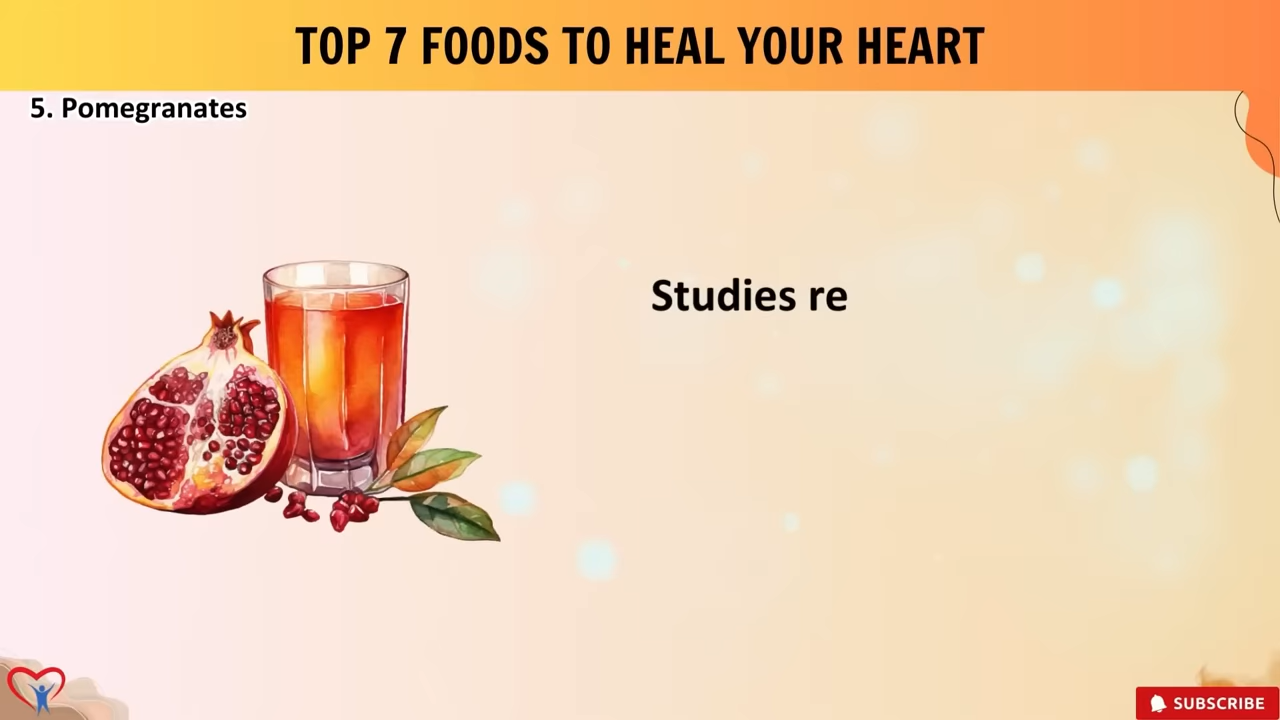 TOP 7 FOODS TO HEAL YOUR HEART
5. Pomegranates
Studies re
SUBSCRIBE